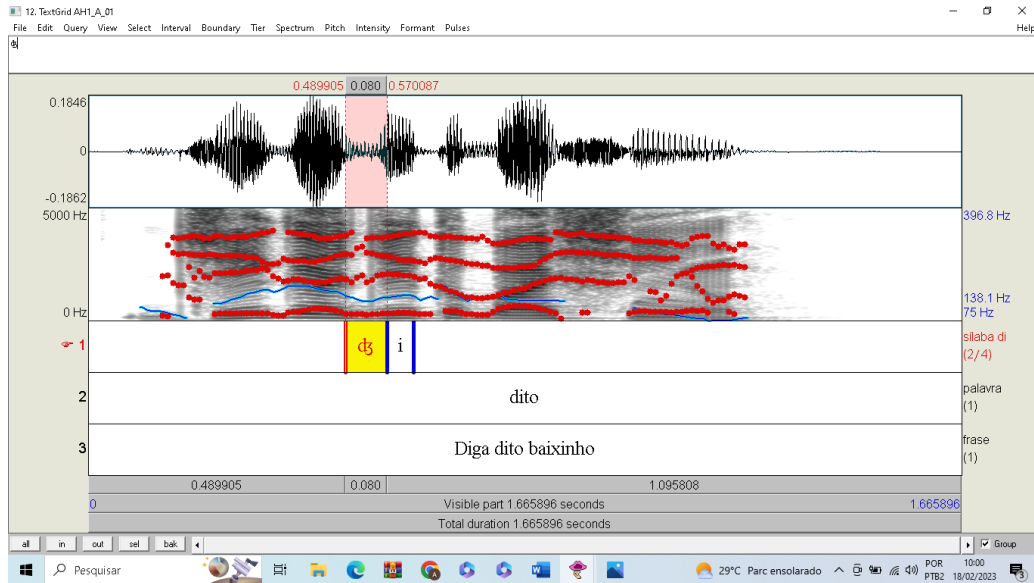 12. TextGrid AH1_A_01
File Edit Query View Select Interval Boundary Tier Spectrum Pitch Intensity Formant Pulses Help
ʤ
0.489905 0.080 0.570087
0.1846
0
-0.1862
5000 Hz 396.8 Hz
138.1 Hz
0 Hz 75 Hz
1 ʤ i sílaba di
(2/4)
2 dito palavra
(1)
3 Diga dito baixinho frase
(1)
0.489905 0.080 1.095808
0 Visible part 1.665896 seconds 1.665896
Total duration 1.665896 seconds
all in out sel bak Group
Pesquisar 29°C Parc ensolarado POR 10:00
PTB2 18/02/2023